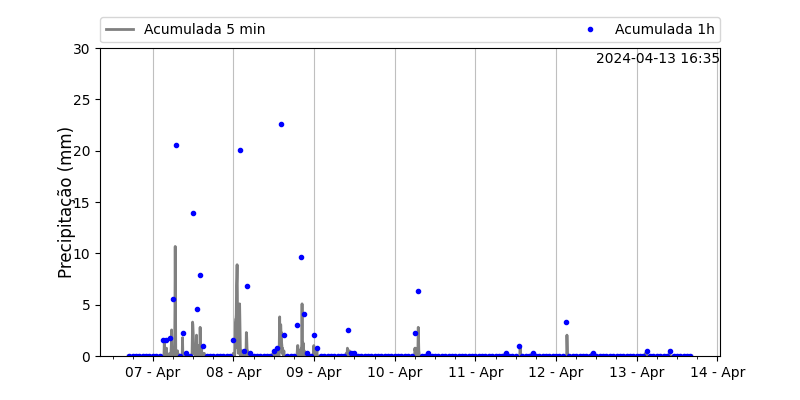 Acumulada 5 min
Acumulada 1h
2024-04-13 16:35
Precipitação (mm)
30
25
20
15
10
5
0
07 - Apr
08 - Apr
09 - Apr
10 - Apr
11 - Apr
12 - Apr
13 - Apr
14 - Apr